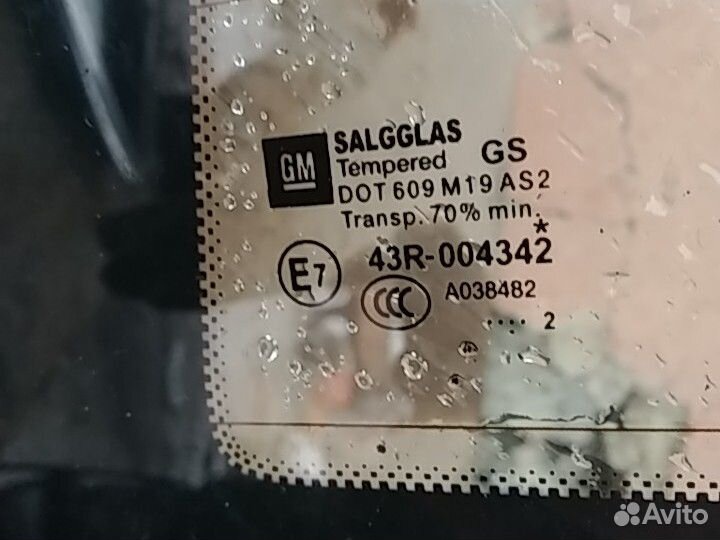 SALGGLAS
GM Tempered GS
DOT 609 M19 AS2
Transp. 70% min.
*
E7 43R-004342
CCC A038482
.... 2
Avito